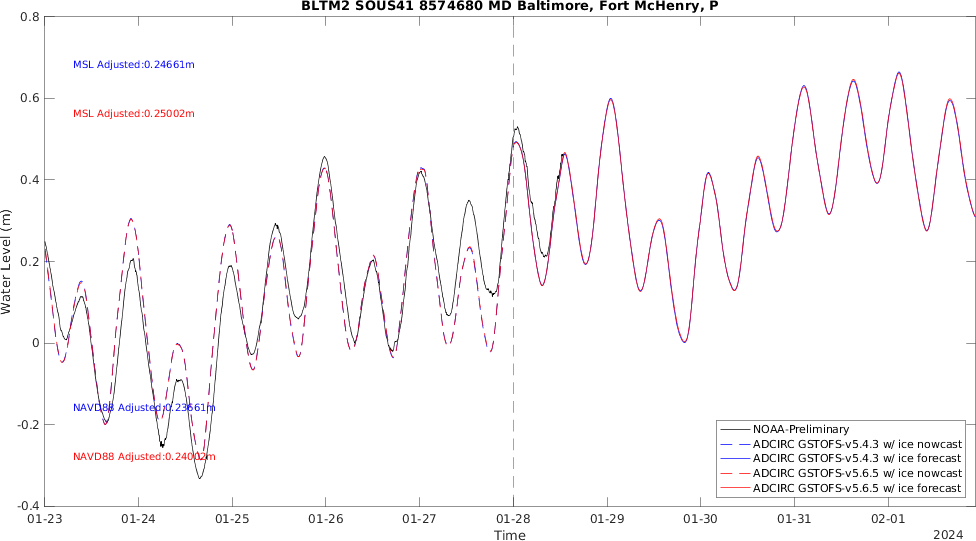 BLTM2 SOUS41 8574680 MD Baltimore, Fort McHenry, P
0.8
0.6
0.4
0.2
0
-0.2
-0.4
Water Level (m)
MSL Adjusted:0.24661m
MSL Adjusted:0.25002m
NAVD88 Adjusted:0.23661m
NAVD88 Adjusted:0.24002m
NOAA-Preliminary
ADCIRC GSTOFS-v5.4.3 w/ ice nowcast
ADCIRC GSTOFS-v5.4.3 w/ ice forecast
ADCIRC GSTOFS-v5.6.5 w/ ice nowcast
ADCIRC GSTOFS-v5.6.5 w/ ice forecast
01-23 01-24 01-25 01-26 01-27 01-28 01-29 01-30 01-31 02-01
Time
2024